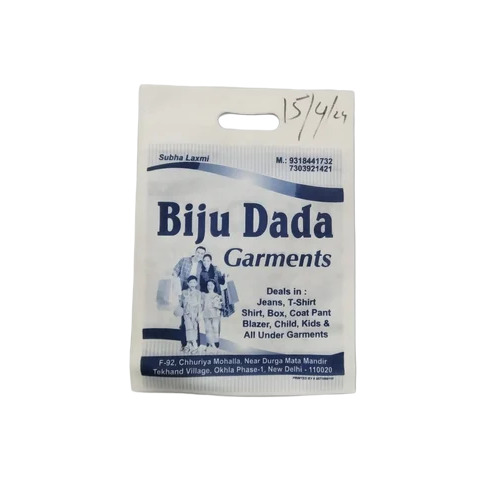 15/4/24
Subha Laxmi
M.: 9318441732
7303921421
Biju Dada
Garments
Deals in :
Jeans, T-Shirt
Shirt, Box, Coat Pant
Blazer, Child, Kids &
All Under Garments
F-92, Chhuriya Mohalla, Near Durga Mata Mandir
Tekhand Village, Okhla Phase-1, New Delhi - 110020